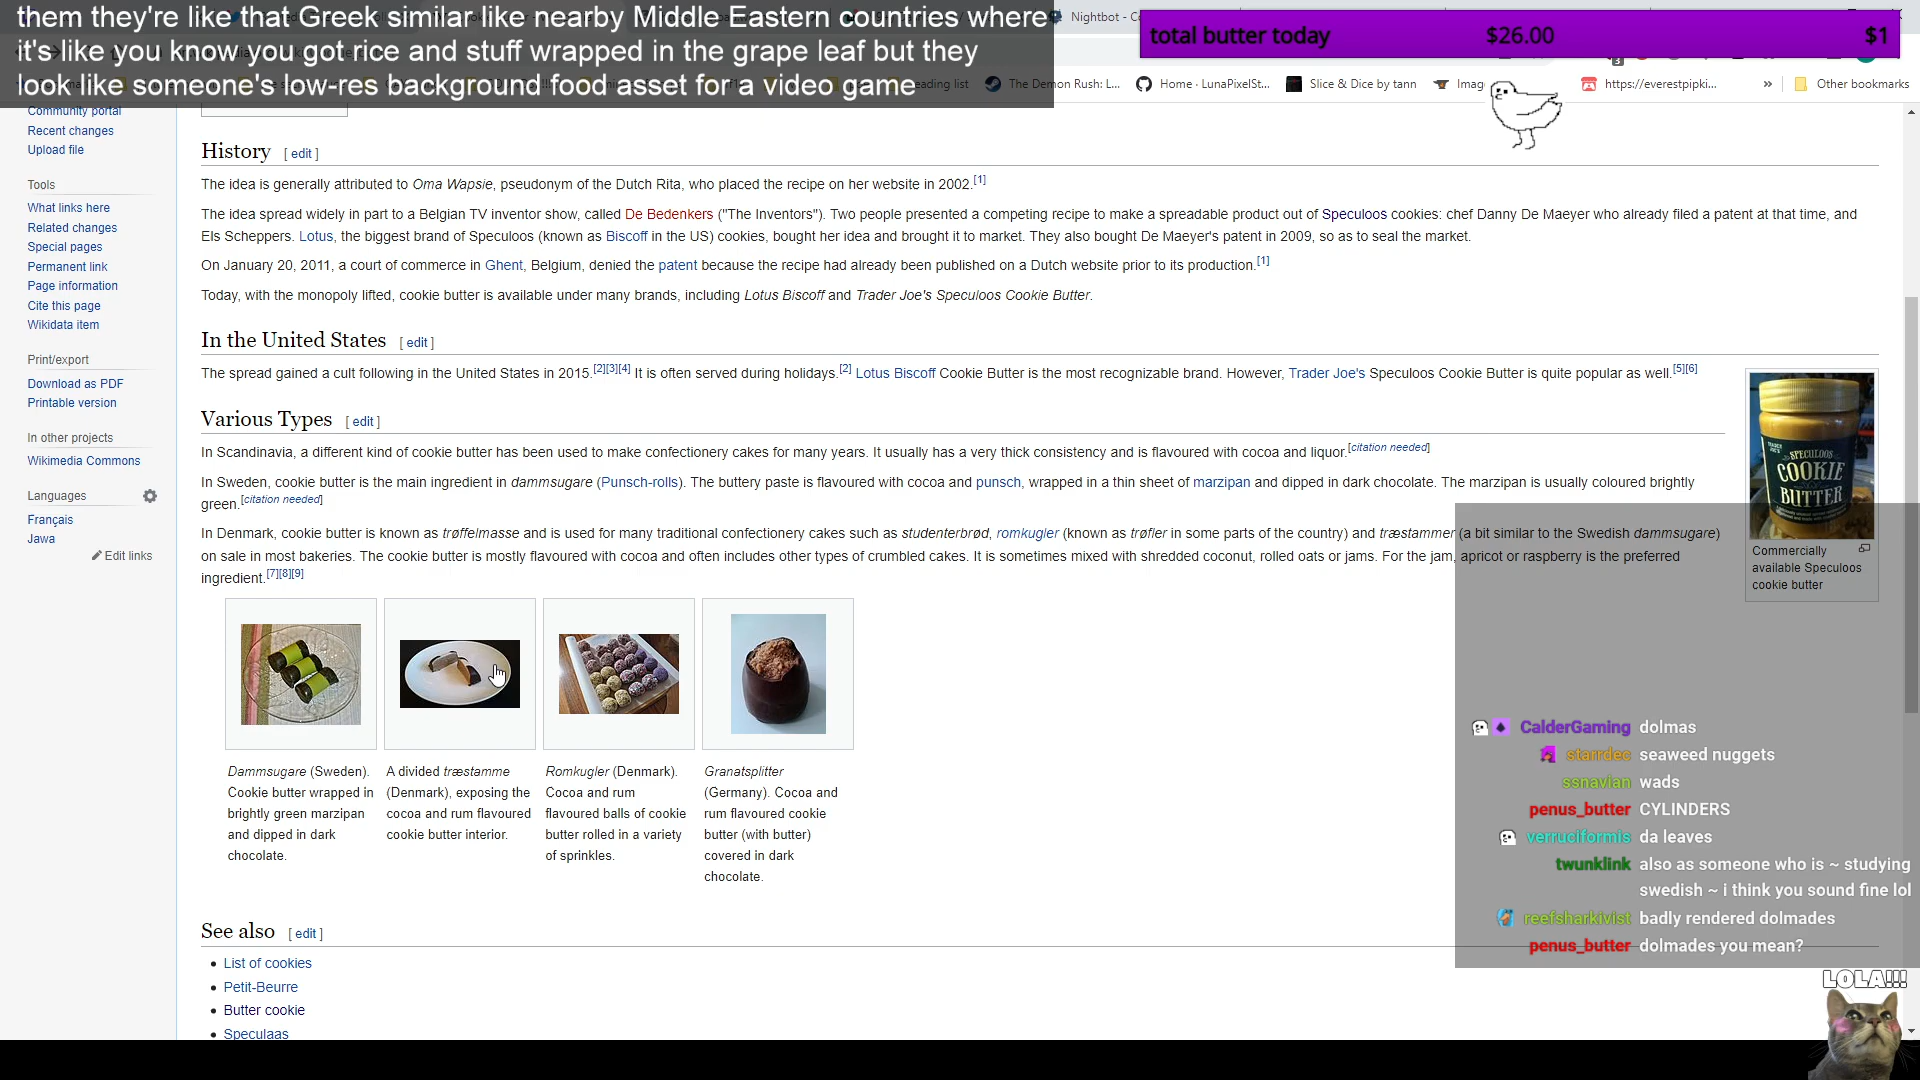 them they're like that Greek similar like nearby Middle Eastern countries where
it's like you know you got rice and stuff wrapped in the grape leaf but they
look like someone's low-res background food asset for a video game
Nightbot - C
total butter today $26.00 $1
eading list
The Demon Rush: L...
Home · LunaPixelSt...
Slice & Dice by tann
Imag
https://everestpipki...
»
Other bookmarks
Community portal
Recent changes
Upload file
Tools
What links here
Related changes
Special pages
Permanent link
Page information
Cite this page
Wikidata item
Print/export
Download as PDF
Printable version
In other projects
Wikimedia Commons
Languages
Français
Jawa
Edit links
History [ edit ]
The idea is generally attributed to Oma Wapsie, pseudonym of the Dutch Rita, who placed the recipe on her website in 2002.[1]
The idea spread widely in part to a Belgian TV inventor show, called De Bedenkers ("The Inventors"). Two people presented a competing recipe to make a spreadable product out of Speculoos cookies: chef Danny De Maeyer who already filed a patent at that time, and
Els Scheppers. Lotus, the biggest brand of Speculoos (known as Biscoff in the US) cookies, bought her idea and brought it to market. They also bought De Maeyer's patent in 2009, so as to seal the market.
On January 20, 2011, a court of commerce in Ghent, Belgium, denied the patent because the recipe had already been published on a Dutch website prior to its production.[1]
Today, with the monopoly lifted, cookie butter is available under many brands, including Lotus Biscoff and Trader Joe's Speculoos Cookie Butter.
In the United States [ edit ]
The spread gained a cult following in the United States in 2015.[2][3][4] It is often served during holidays.[2] Lotus Biscoff Cookie Butter is the most recognizable brand. However, Trader Joe's Speculoos Cookie Butter is quite popular as well.[5][6]
Various Types [ edit ]
In Scandinavia, a different kind of cookie butter has been used to make confectionery cakes for many years. It usually has a very thick consistency and is flavoured with cocoa and liquor.[citation needed]
In Sweden, cookie butter is the main ingredient in dammsugare (Punsch-rolls). The buttery paste is flavoured with cocoa and punsch, wrapped in a thin sheet of marzipan and dipped in dark chocolate. The marzipan is usually coloured brightly
green.[citation needed]
In Denmark, cookie butter is known as trøffelmasse and is used for many traditional confectionery cakes such as studenterbrød, romkugler (known as trøfler in some parts of the country) and træstammer (a bit similar to the Swedish dammsugare)
on sale in most bakeries. The cookie butter is mostly flavoured with cocoa and often includes other types of crumbled cakes. It is sometimes mixed with shredded coconut, rolled oats or jams. For the jam, apricot or raspberry is the preferred
ingredient.[7][8][9]
SPECULOOS
COOKIE
BUTTER
Commercially
available Speculoos
cookie butter
Dammsugare (Sweden).
Cookie butter wrapped in
brightly green marzipan
and dipped in dark
chocolate.
A divided træstamme
(Denmark), exposing the
cocoa and rum flavoured
cookie butter interior.
Romkugler (Denmark).
Cocoa and rum
flavoured balls of cookie
butter rolled in a variety
of sprinkles.
Granatsplitter
(Germany). Cocoa and
rum flavoured cookie
butter (with butter)
covered in dark
chocolate.
See also [ edit ]
List of cookies
Petit-Beurre
Butter cookie
Speculaas
CalderGaming dolmas
starrdec seaweed nuggets
ssnavian wads
penus_butter CYLINDERS
verruciformis da leaves
twunklink also as someone who is ~ studying
swedish ~ i think you sound fine lol
reefsharkivist badly rendered dolmades
penus_butter dolmades you mean?
LOLA!!!